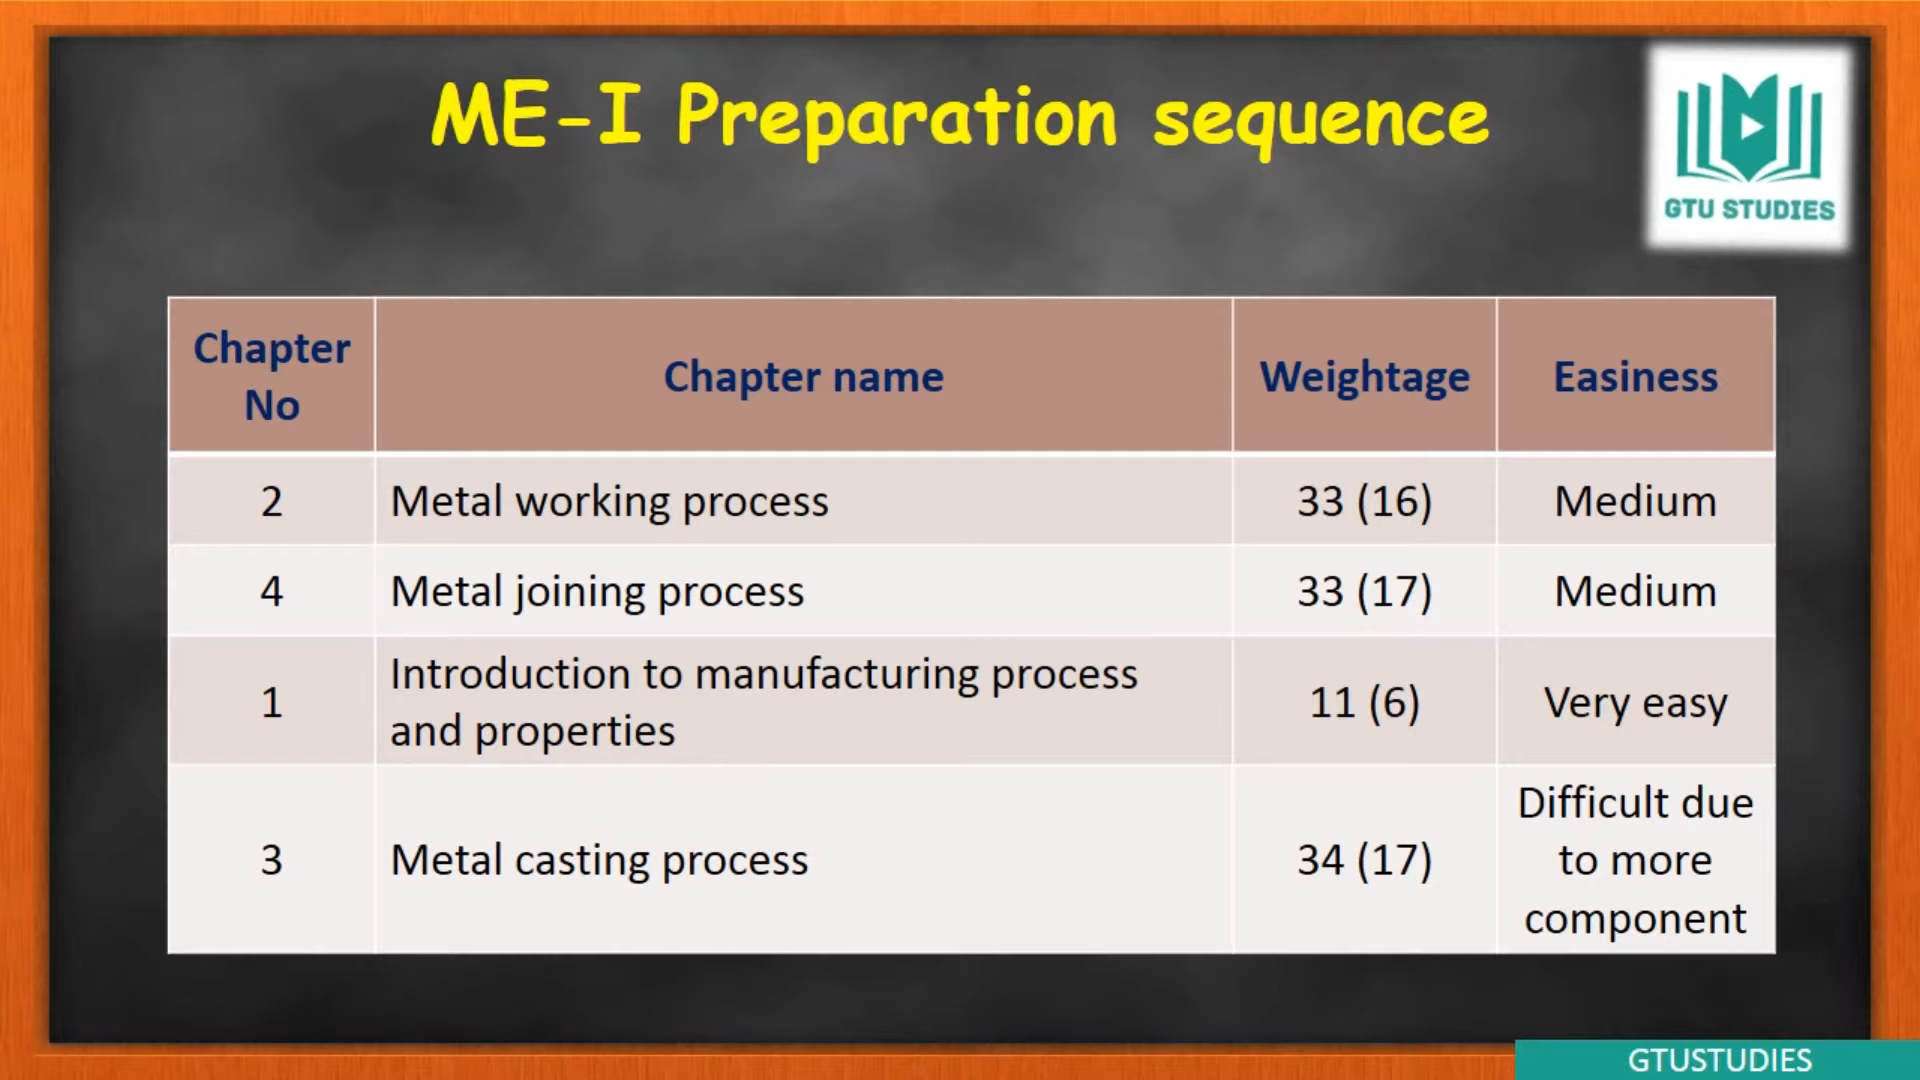 ME-I Preparation sequence
GTU STUDIES
Chapter No Chapter name Weightage Easiness
2 Metal working process 33 (16) Medium
4 Metal joining process 33 (17) Medium
1 Introduction to manufacturing process and properties 11 (6) Very easy
3 Metal casting process 34 (17) Difficult due to more component
GTUSTUDIES